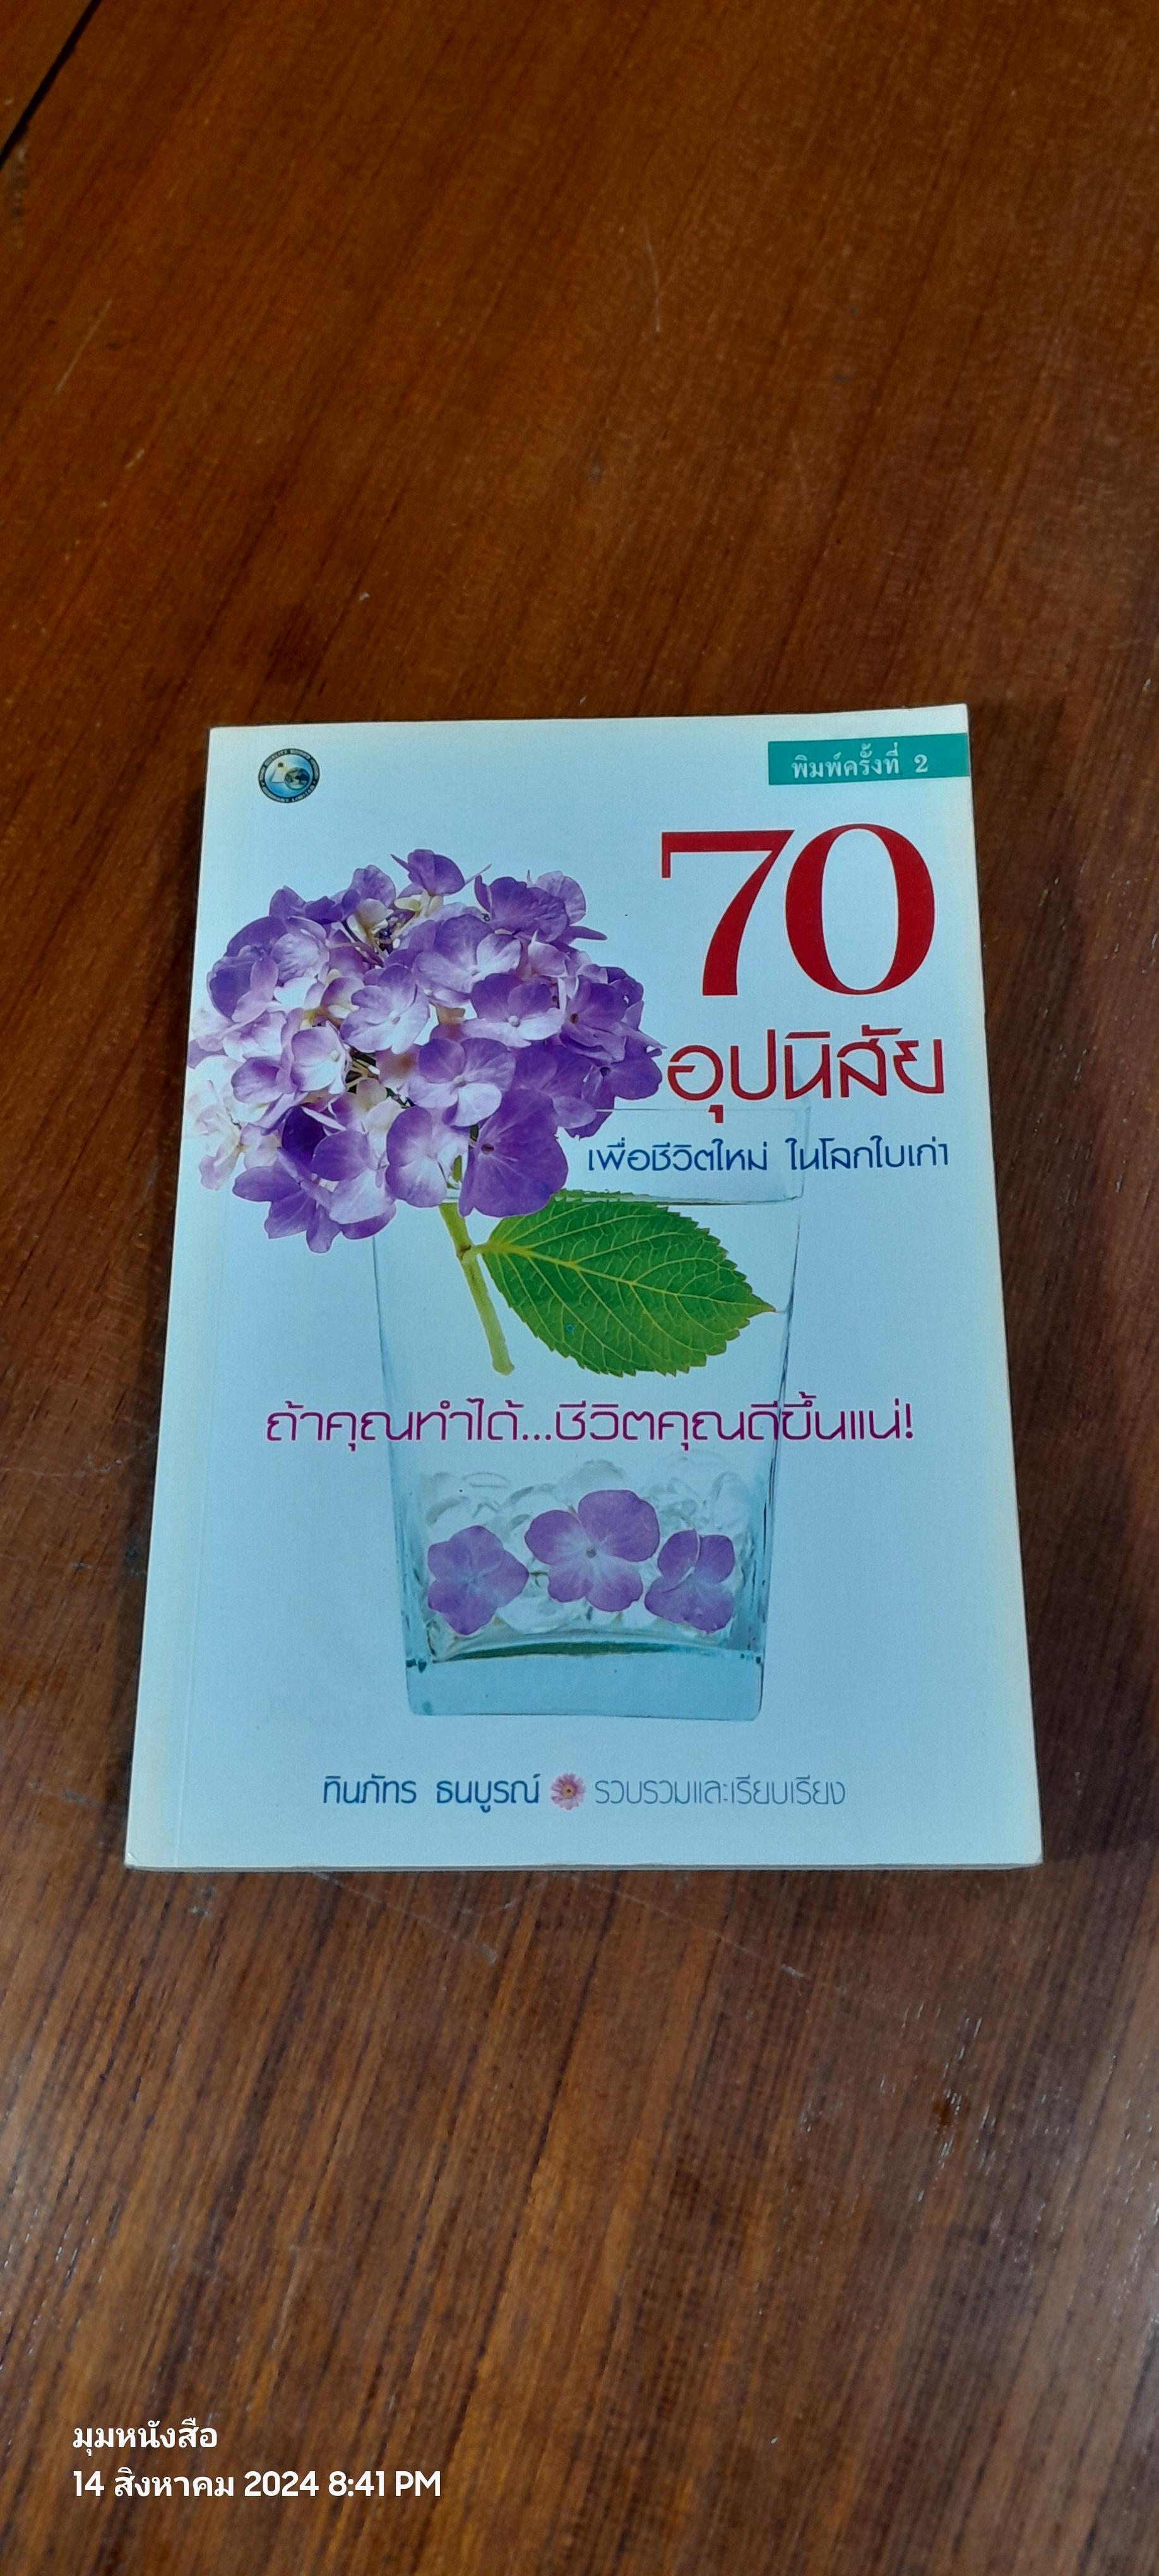 พิมพ์ครั้งที่ 2
70
อุปนิสัย
เพื่อชีวิตใหม่ ในโลกใบเก่า
ถ้าคุณทำได้...ชีวิตคุณดีขึ้นแน่!
ทินภัทร ธนบูรณ์ รวบรวมและเรียบเรียง
มุมหนังสือ
14 สิงหาคม 2024 8:41 PM